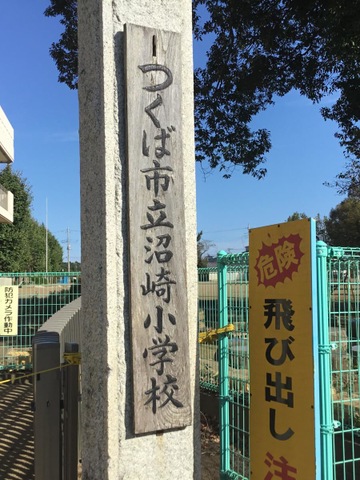 つくば市立沼崎小学校
危険
飛び出し注
防犯カメラ
作動中